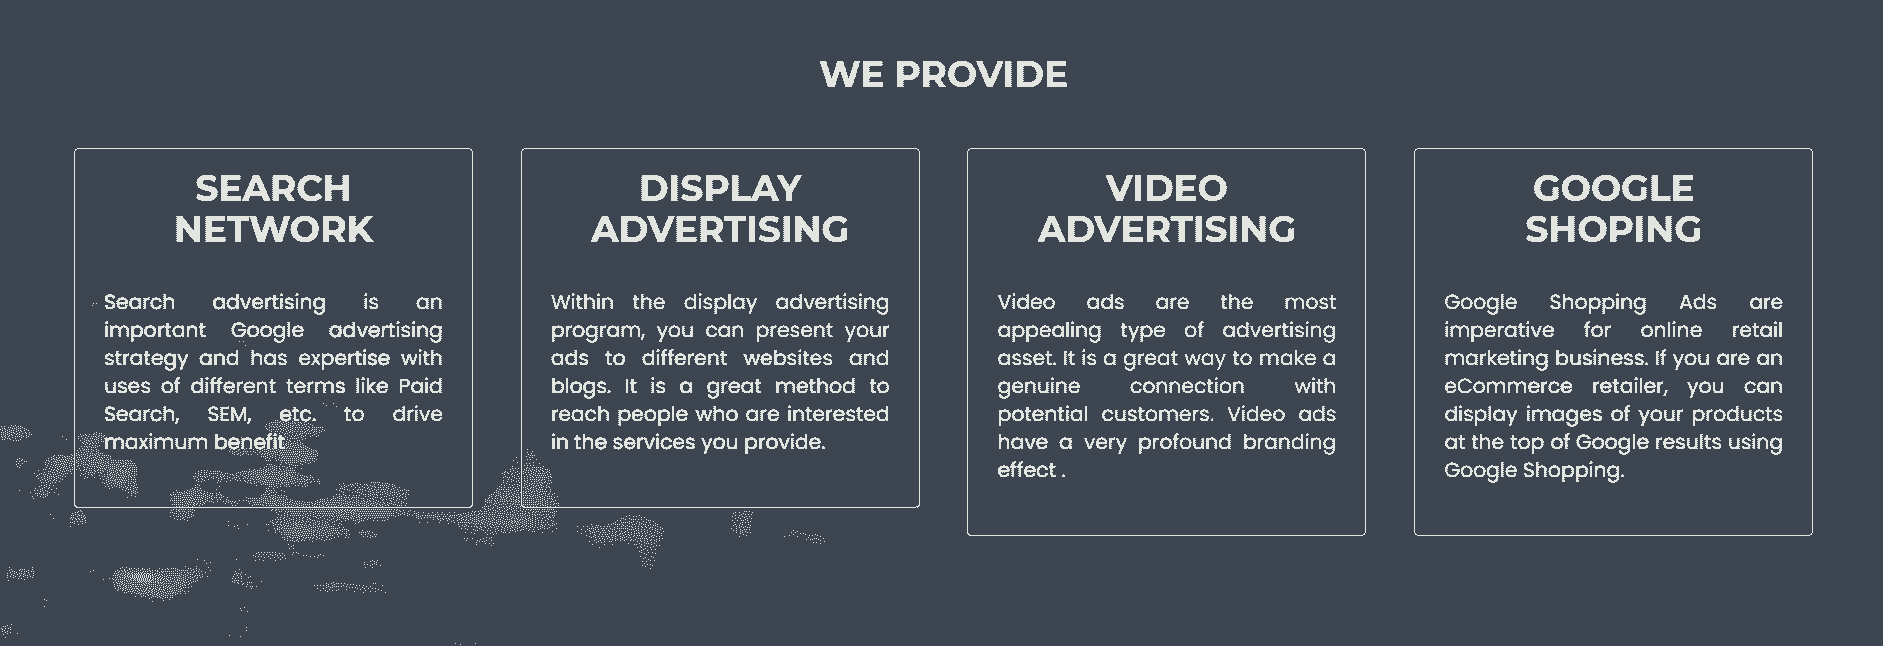 WE PROVIDE
SEARCH
NETWORK
Search advertising is an
important Google advertising
strategy and has expertise with
uses of different terms like Paid
Search, SEM, etc. to drive
maximum benefit
DISPLAY
ADVERTISING
Within the display advertising
program, you can present your
ads to different websites and
blogs. It is a great method to
reach people who are interested
in the services you provide.
VIDEO
ADVERTISING
Video ads are the most
appealing type of advertising
asset. It is a great way to make a
genuine connection with
potential customers. Video ads
have a very profound branding
effect .
GOOGLE
SHOPING
Google Shopping Ads are
imperative for online retail
marketing business. If you are an
eCommerce retailer, you can
display images of your products
at the top of Google results using
Google Shopping.